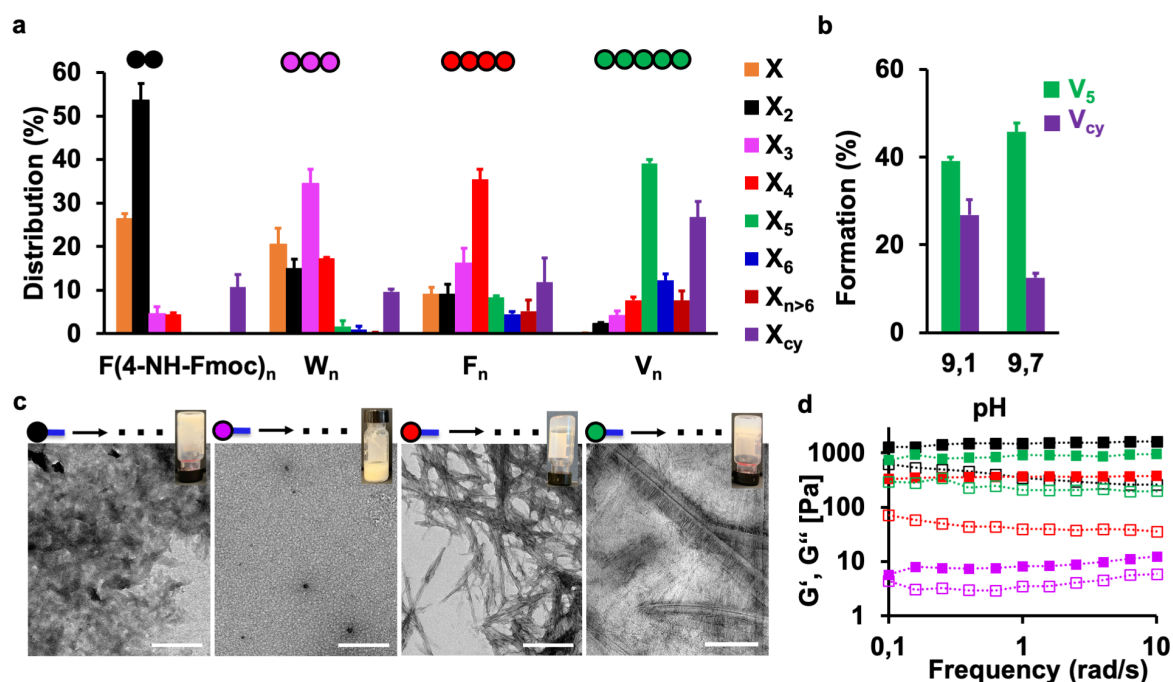 a
b
60
50
40
30
20
10
0
Distribution (%)
F(4-NH-Fmoc)n
Wn
Fn
Vn
X
X2
X3
X4
X5
X6
Xn>6
Xcy
60
40
20
0
Formation (%)
V5
Vcy
9,1 9,7
pH
c
d
1000
100
10
1
G‘, G“ [Pa]
0,1 1 10
Frequency (rad/s)